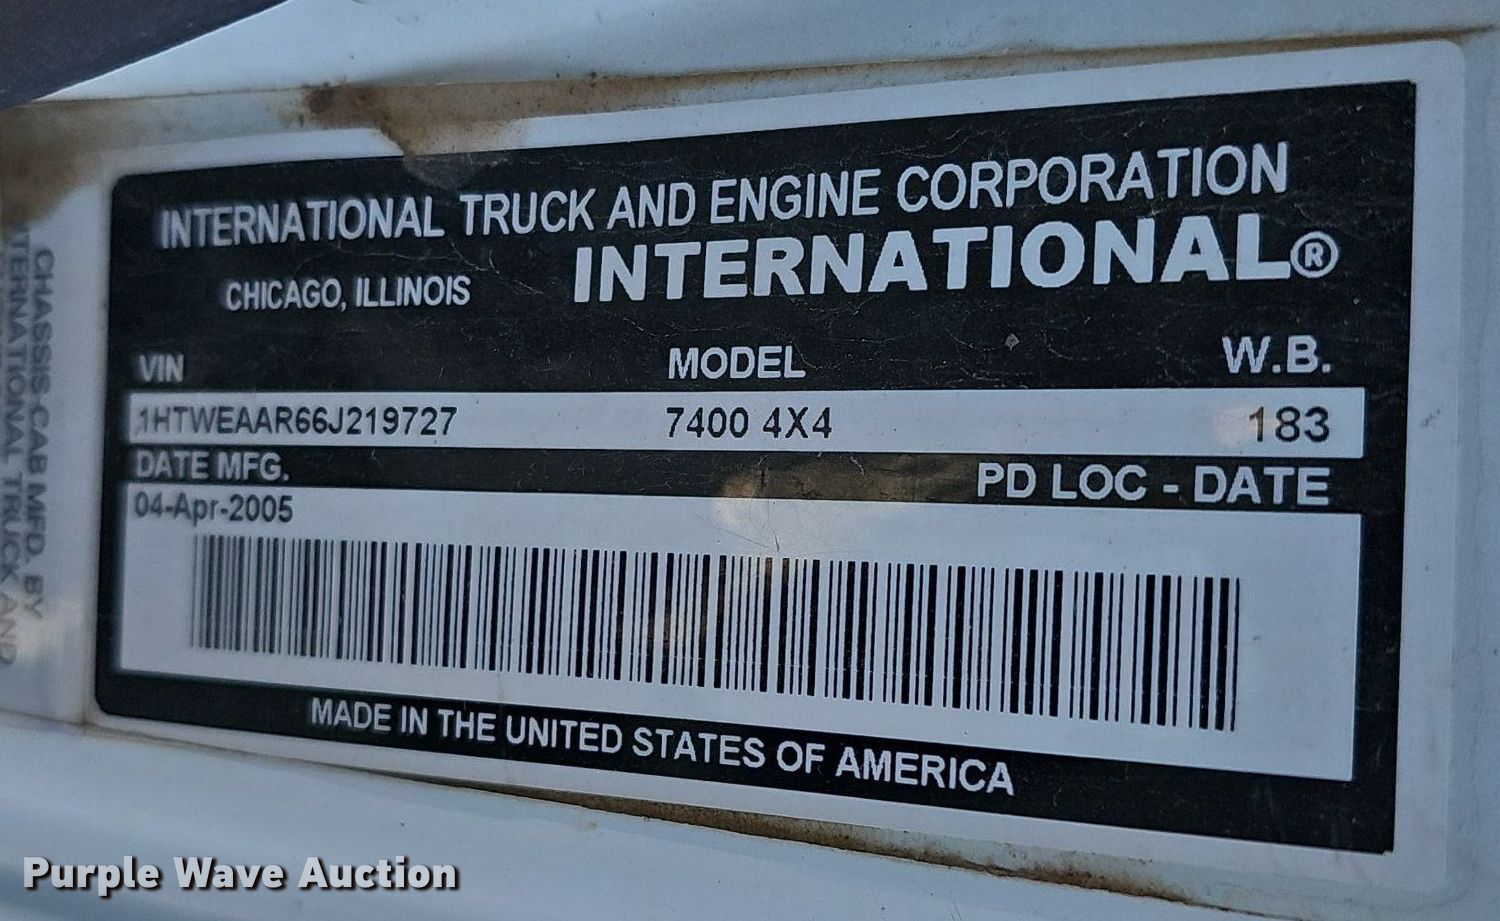 INTERNATIONAL TRUCK AND ENGINE CORPORATION
CHICAGO, ILLINOIS INTERNATIONAL®
VIN MODEL W.B.
1HTWEAAR66J219727 7400 4X4 183
DATE MFG. PD LOC - DATE
04-Apr-2005
MADE IN THE UNITED STATES OF AMERICA
CHASSIS-CAB MFD. BY
INTERNATIONAL TRUCK AND
Purple Wave Auction